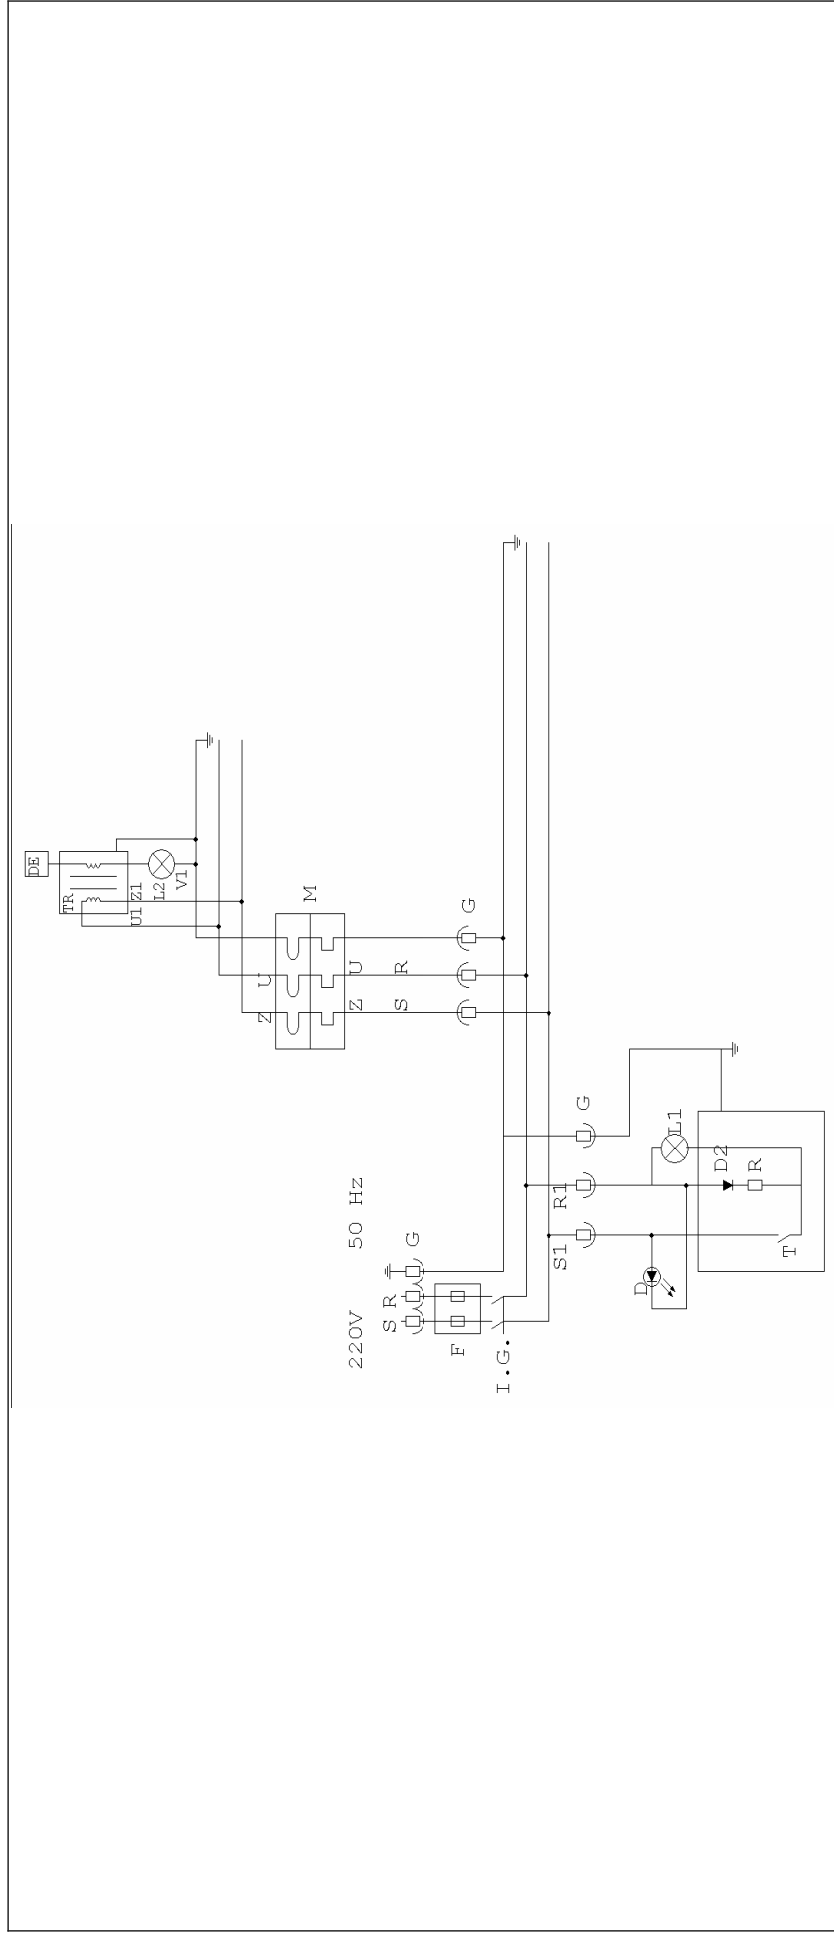 DE
TR
U1 Z1
L2
V1
M
Z U
Z U
S R
G
220V 50 Hz
S R G
F
I.G.
S1 R1 G
D
L1
D2
R
T